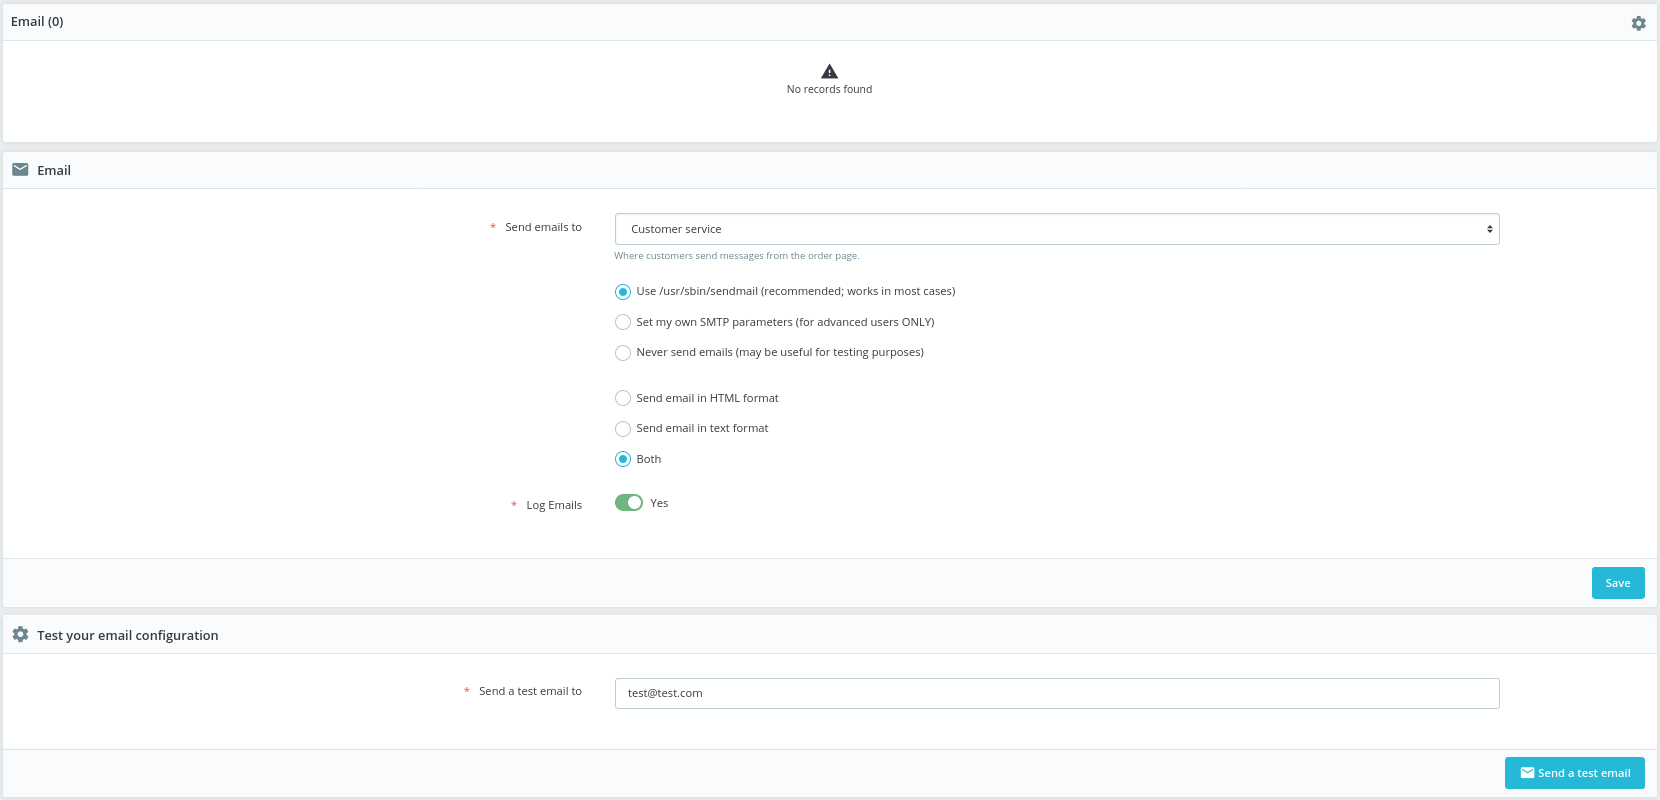 Email (0)
No records found
Email
* Send emails to
Customer service
Where customers send messages from the order page.
Use /usr/sbin/sendmail (recommended; works in most cases)
Set my own SMTP parameters (for advanced users ONLY)
Never send emails (may be useful for testing purposes)
Send email in HTML format
Send email in text format
Both
* Log Emails
Yes
Save
Test your email configuration
* Send a test email to
test@test.com
Send a test email